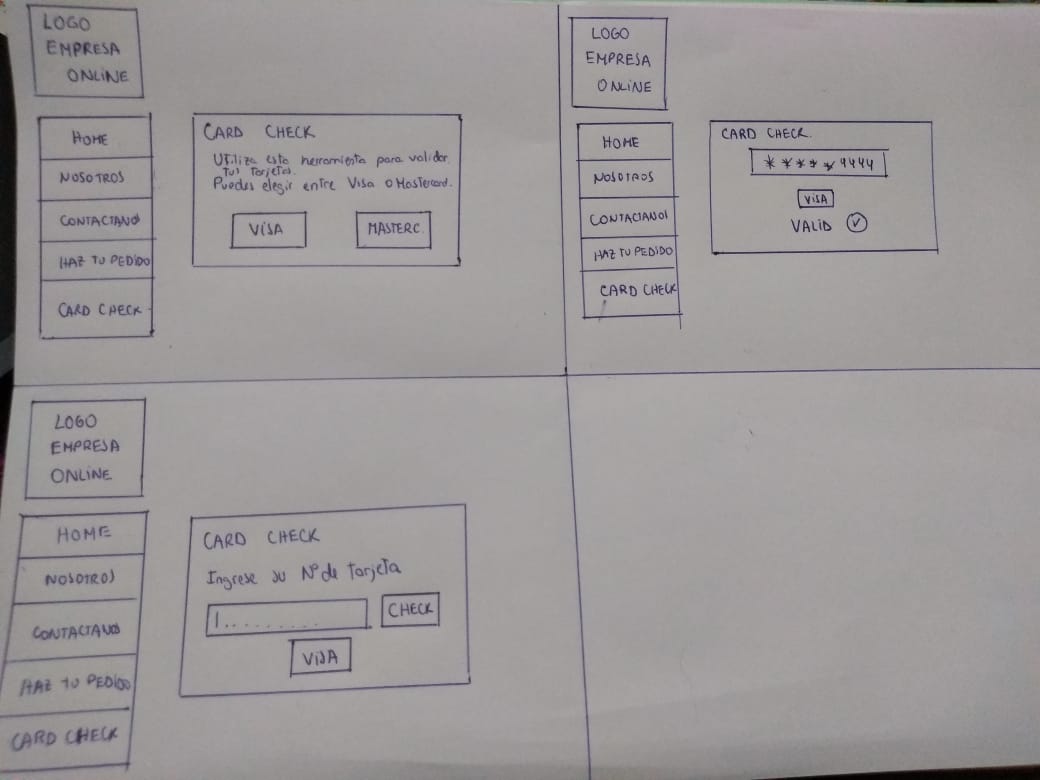 LOGO
EMPRESA
ONLINE
HOME
NOSOTROS
CONTACTANOS
HAZ TU PEDIDO
CARD CHECK
CARD CHECK
Utiliza esta herramienta para validar
tus tarjetas.
Puedes elegir entre Visa o Mastercard.
VISA
MASTERC.
LOGO
EMPRESA
ONLINE
HOME
NOSOTROS
CONTACTANOS
HAZ TU PEDIDO
CARD CHECK
CARD CHECK.
*****4444
VISA
VALID
LOGO
EMPRESA
ONLINE
HOME
NOSOTROS
CONTACTANOS
HAZ TU PEDIDO
CARD CHECK
CARD CHECK
Ingrese su Nº de tarjeta
|.........
CHECK
VISA